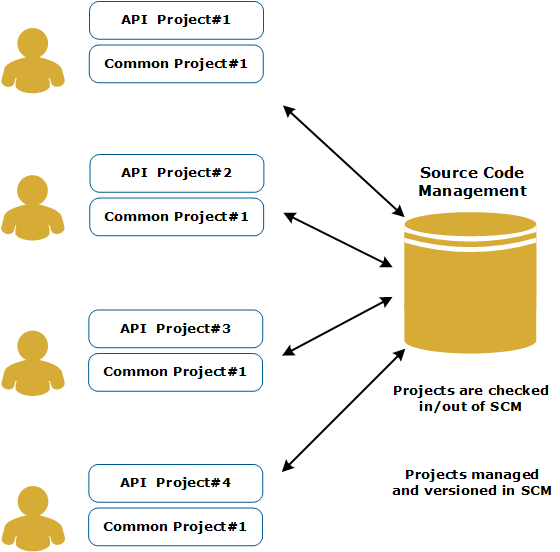 API  Project#1
Common Project#1
API  Project#2
Common Project#1
Source Code
Management
API  Project#3
Common Project#1
Projects are checked
in/out of SCM
API  Project#4
Common Project#1
Projects managed
and versioned in SCM